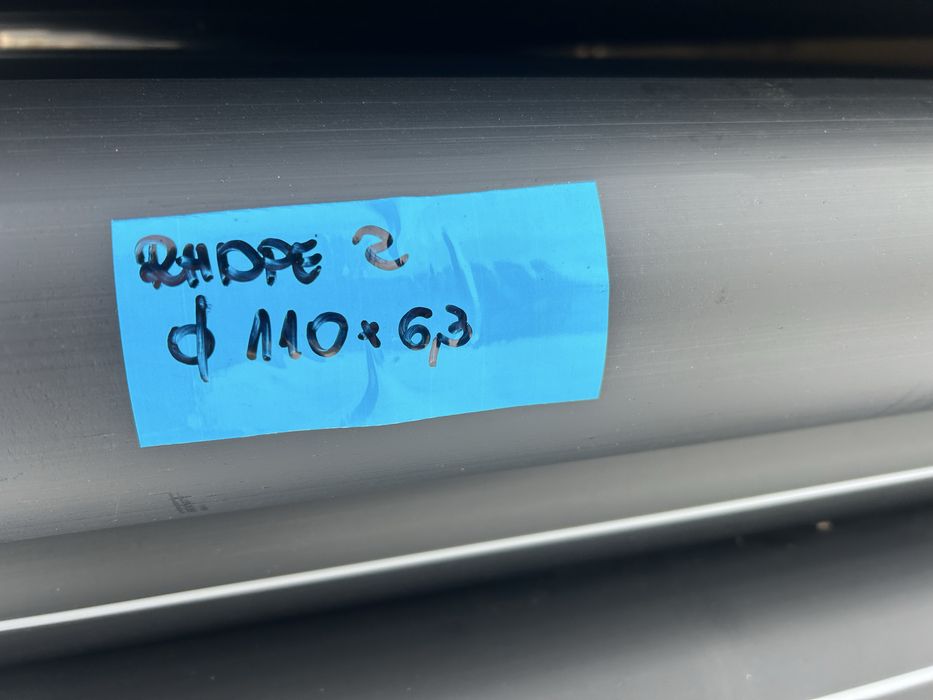 RHDPE 2
φ 110 × 6,3